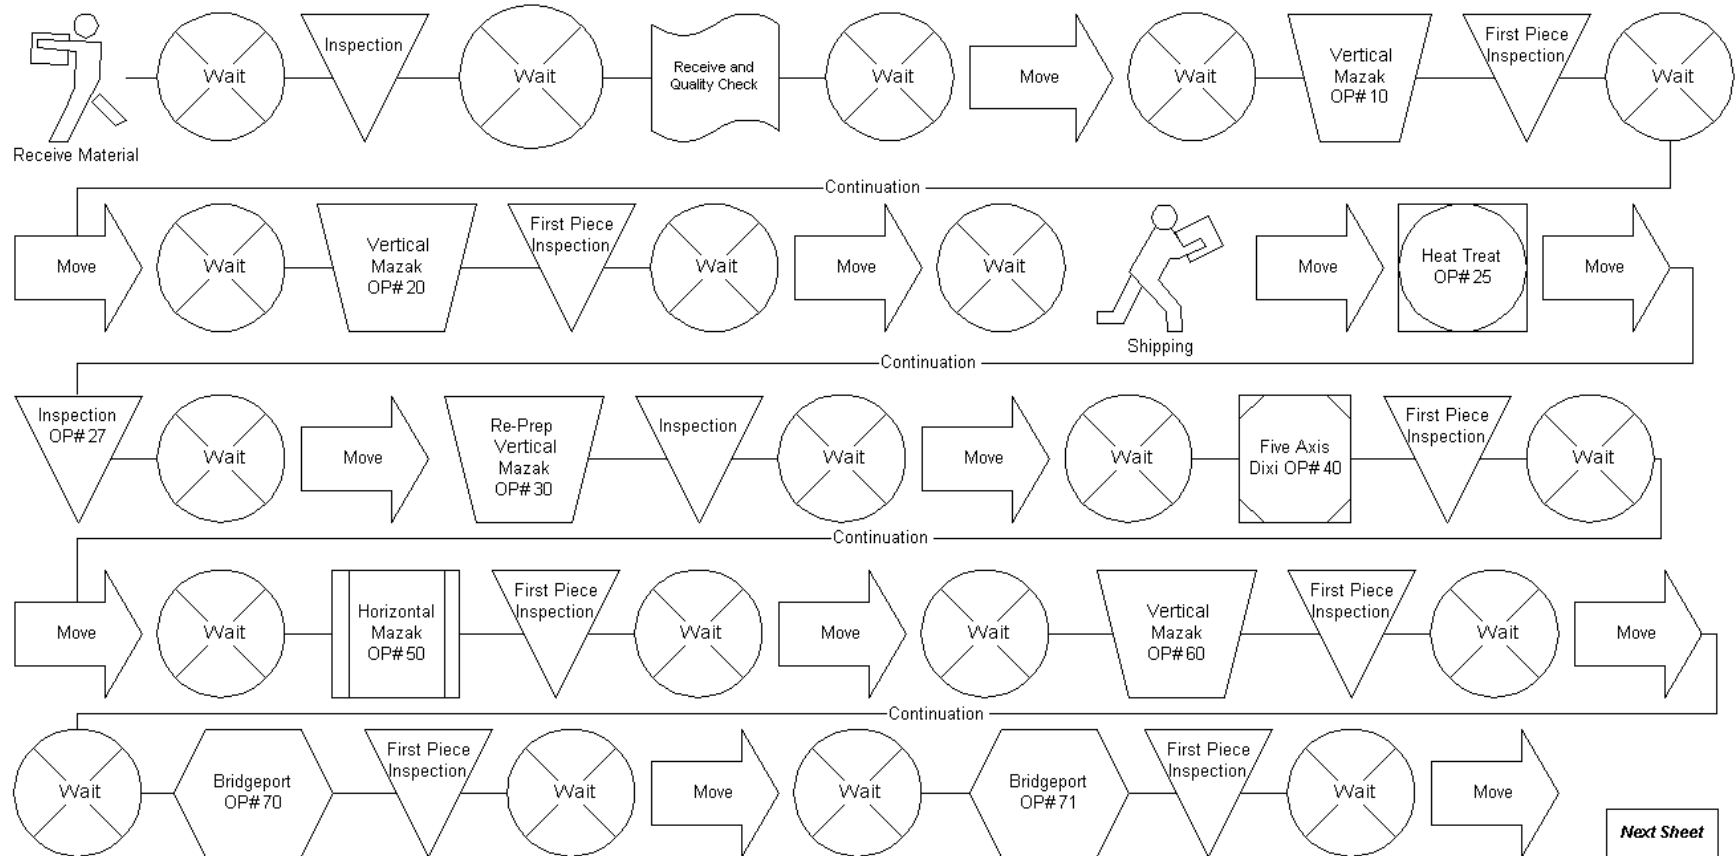 Wait
Inspection
Wait
Receive and
Quality Check
Wait
Move
Wait
Vertical
Mazak
OP# 10
First Piece
Inspection
Wait
Receive Material
Continuation
Move
Wait
Vertical
Mazak
OP# 20
First Piece
Inspection
Wait
Move
Wait
Shipping
Move
Heat Treat
OP# 25
Move
Continuation
Inspection
OP# 27
Wait
Move
Re-Prep
Vertical
Mazak
OP# 30
Inspection
Wait
Move
Wait
Five Axis
Dixi OP# 40
First Piece
Inspection
Wait
Continuation
Move
Wait
Horizontal
Mazak
OP# 50
First Piece
Inspection
Wait
Move
Wait
Vertical
Mazak
OP# 60
First Piece
Inspection
Wait
Move
Continuation
Wait
Bridgeport
OP# 70
First Piece
Inspection
Wait
Move
Wait
Bridgeport
OP# 71
First Piece
Inspection
Wait
Move
Next Sheet